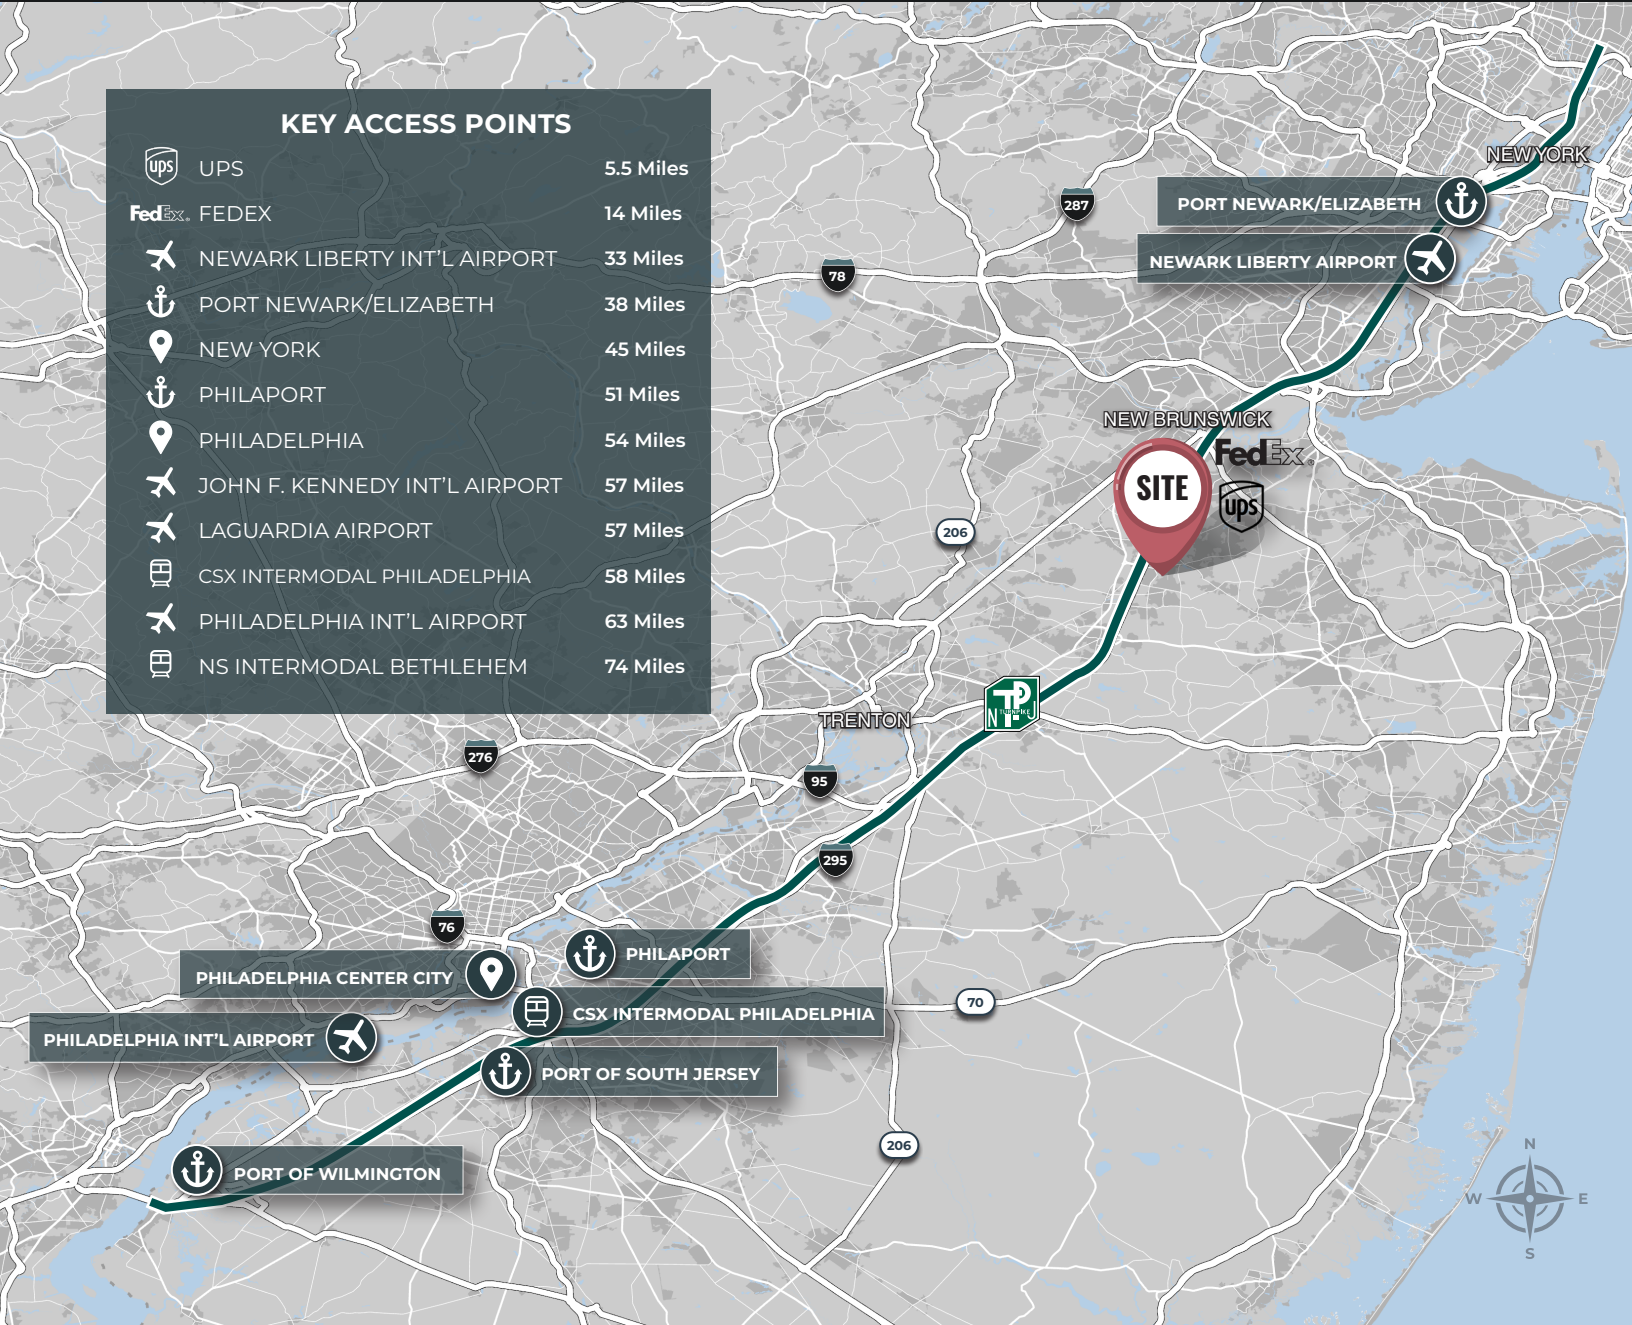 KEY ACCESS POINTS
ups UPS 5.5 Miles
FedEx. FEDEX 14 Miles
NEWARK LIBERTY INT'L AIRPORT 33 Miles
PORT NEWARK/ELIZABETH 38 Miles
NEW YORK 45 Miles
PHILAPORT 51 Miles
PHILADELPHIA 54 Miles
JOHN F. KENNEDY INT'L AIRPORT 57 Miles
LAGUARDIA AIRPORT 57 Miles
CSX INTERMODAL PHILADELPHIA 58 Miles
PHILADELPHIA INT'L AIRPORT 63 Miles
NS INTERMODAL BETHLEHEM 74 Miles
NEW YORK
PORT NEWARK/ELIZABETH
287
NEWARK LIBERTY AIRPORT
78
NEW BRUNSWICK
FedEx®
SITE
ups
206
TP
N TURNPIKE J
TRENTON
276
95
295
76
PHILAPORT
PHILADELPHIA CENTER CITY
70
CSX INTERMODAL PHILADELPHIA
PHILADELPHIA INT'L AIRPORT
PORT OF SOUTH JERSEY
206
PORT OF WILMINGTON
N
W E
S